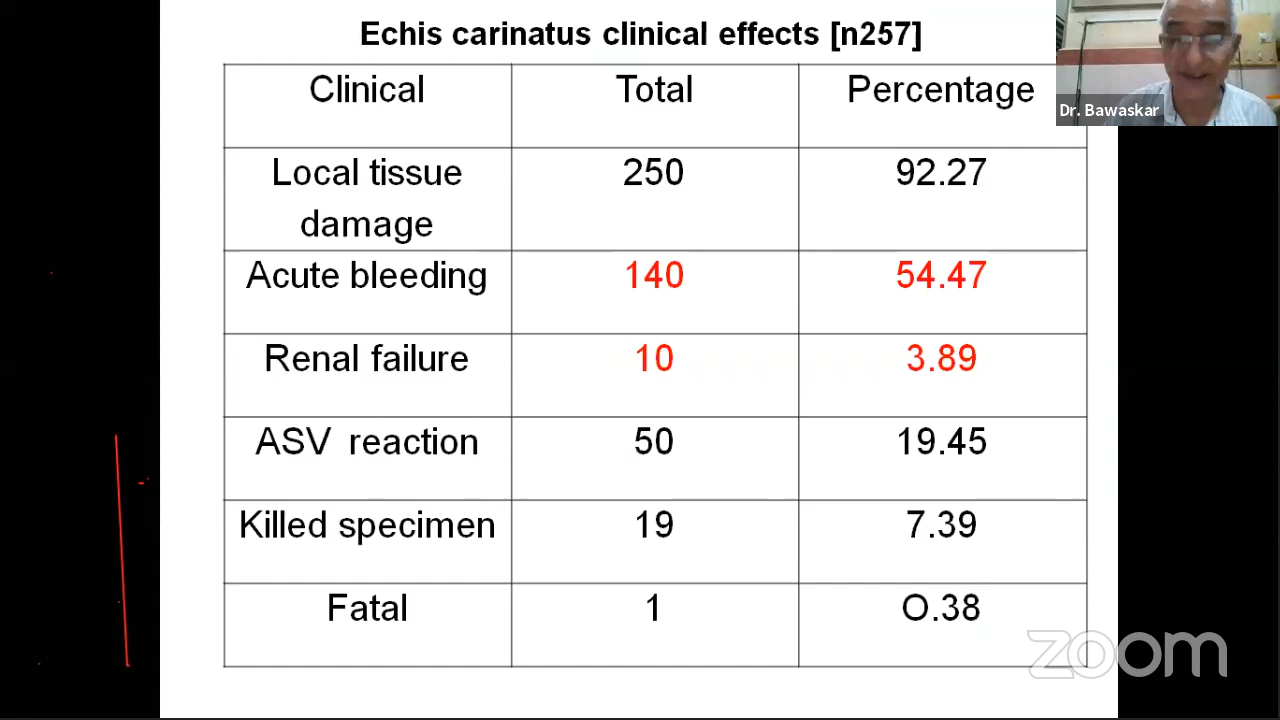 Echis carinatus clinical effects [n257]
Clinical Total Percentage
Local tissue 250 92.27
damage
Acute bleeding 140 54.47
Renal failure 10 3.89
ASV reaction 50 19.45
Killed specimen 19 7.39
Fatal 1 O.38
Dr. Bawaskar
zoom